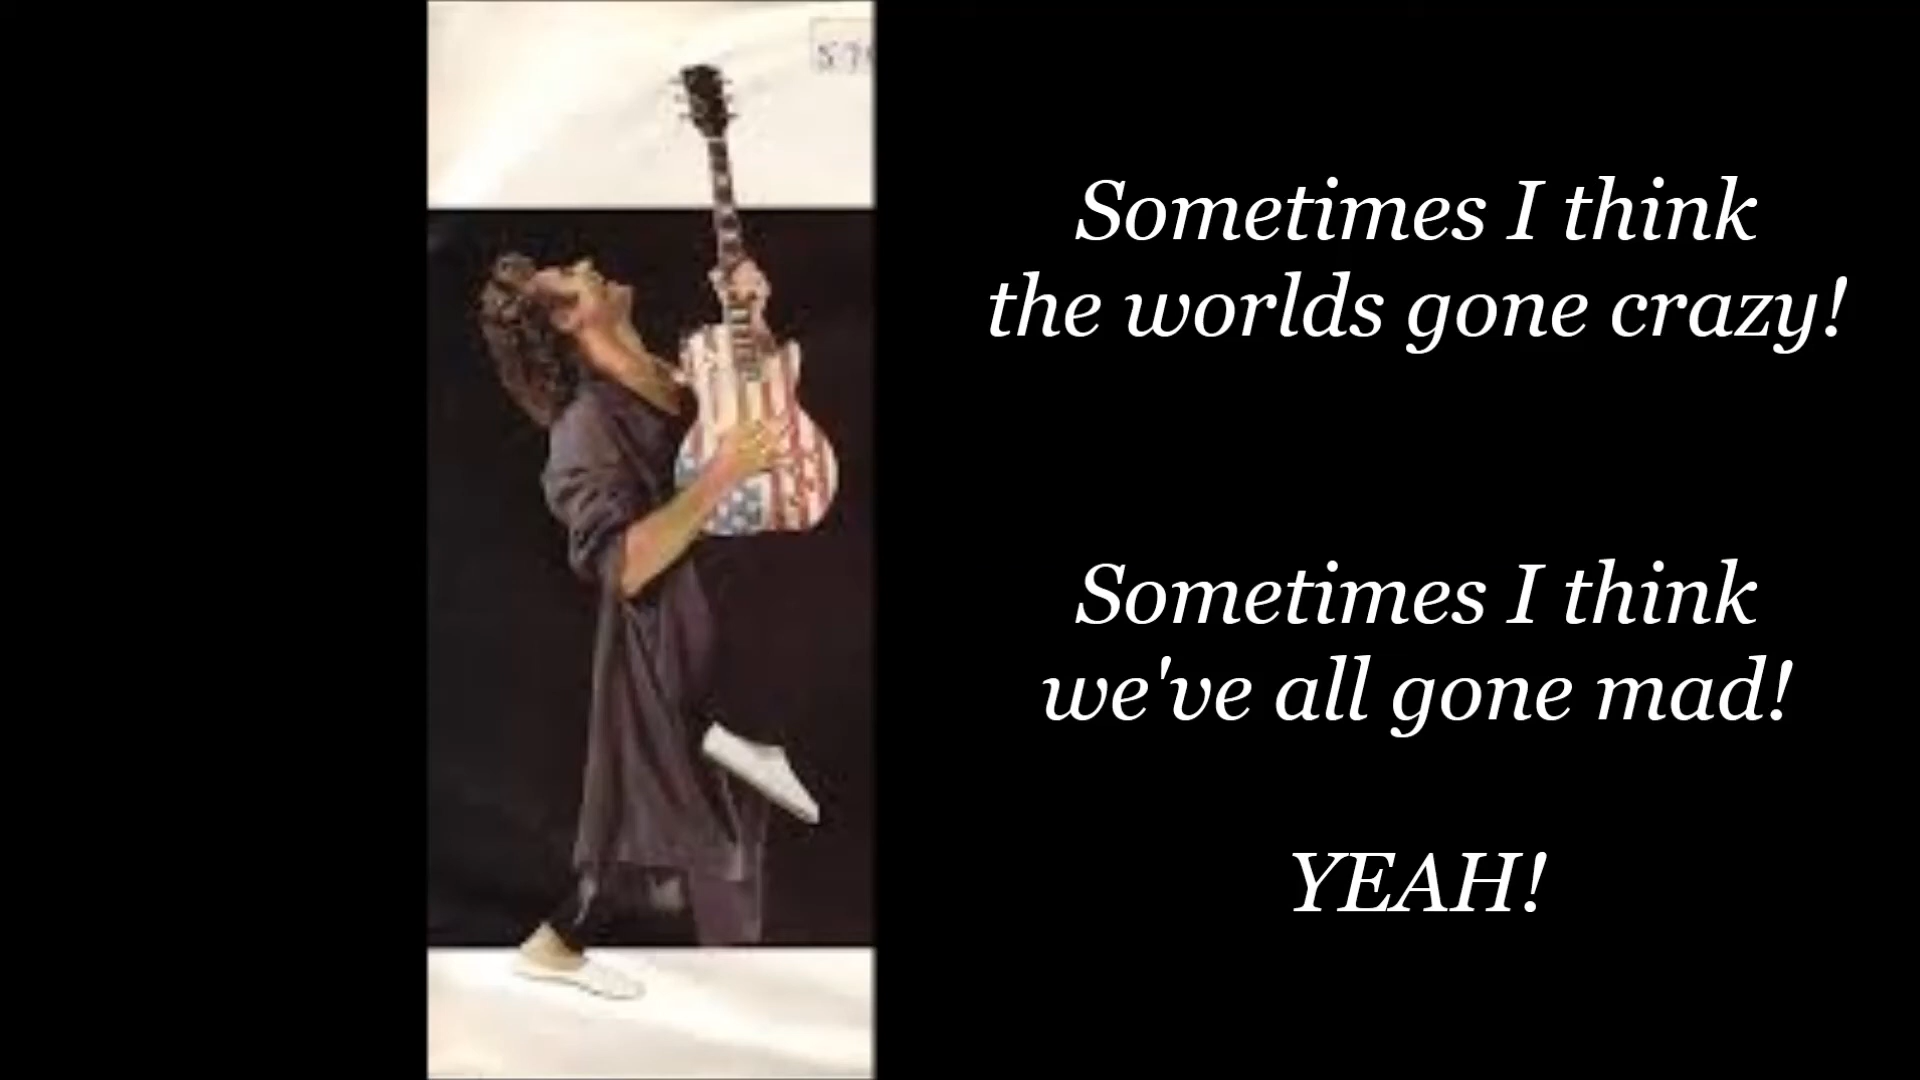 Sometimes I think
the worlds gone crazy!
Sometimes I think
we've all gone mad!
YEAH!